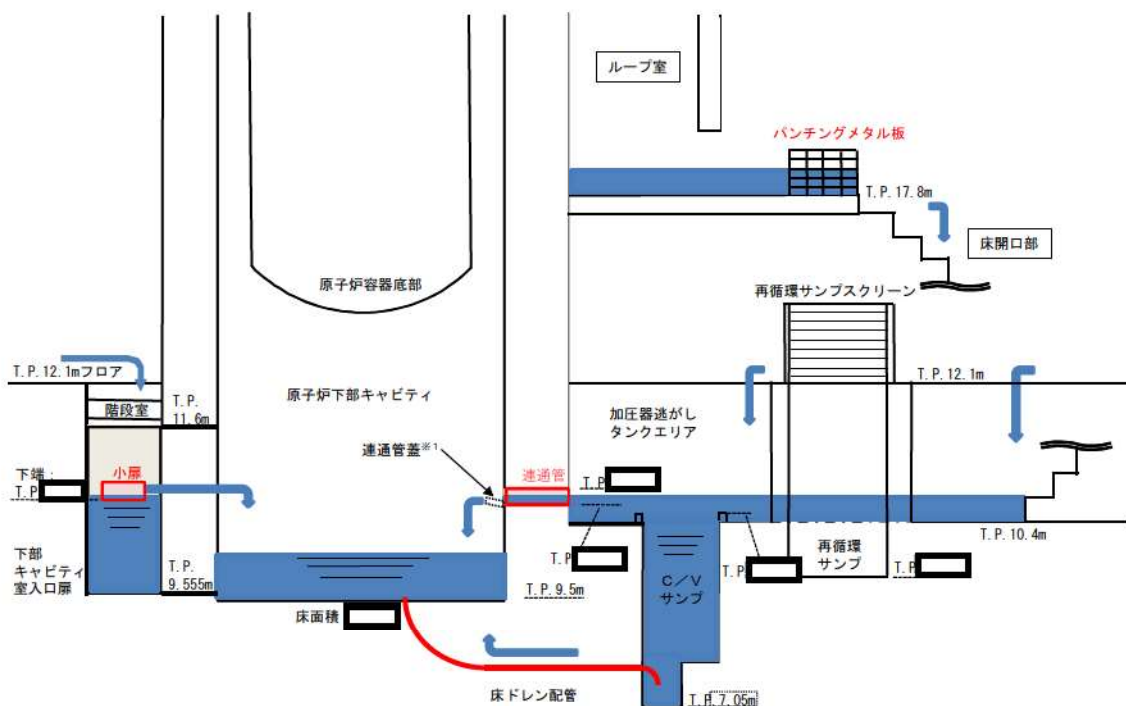 ループ室
パンチングメタル板
T.P.17.8m
床開口部
原子炉容器底部
再循環サンプスクリーン
T.P.12.1mフロア
T.P.12.1m
階段室
T.P.
11.6m
原子炉下部キャビティ
加圧器逃がし
タンクエリア
連通管蓋※1
連通管
小扉
下端:
T.P
T.P
下部
キャビティ
室入口扉
T.P.
9.555m
T.P
T.P
T.P
T.P.10.4m
再循環
サンプ
C/V
サンプ
T.P.9.5m
床面積
床ドレン配管
T.P.7.05m